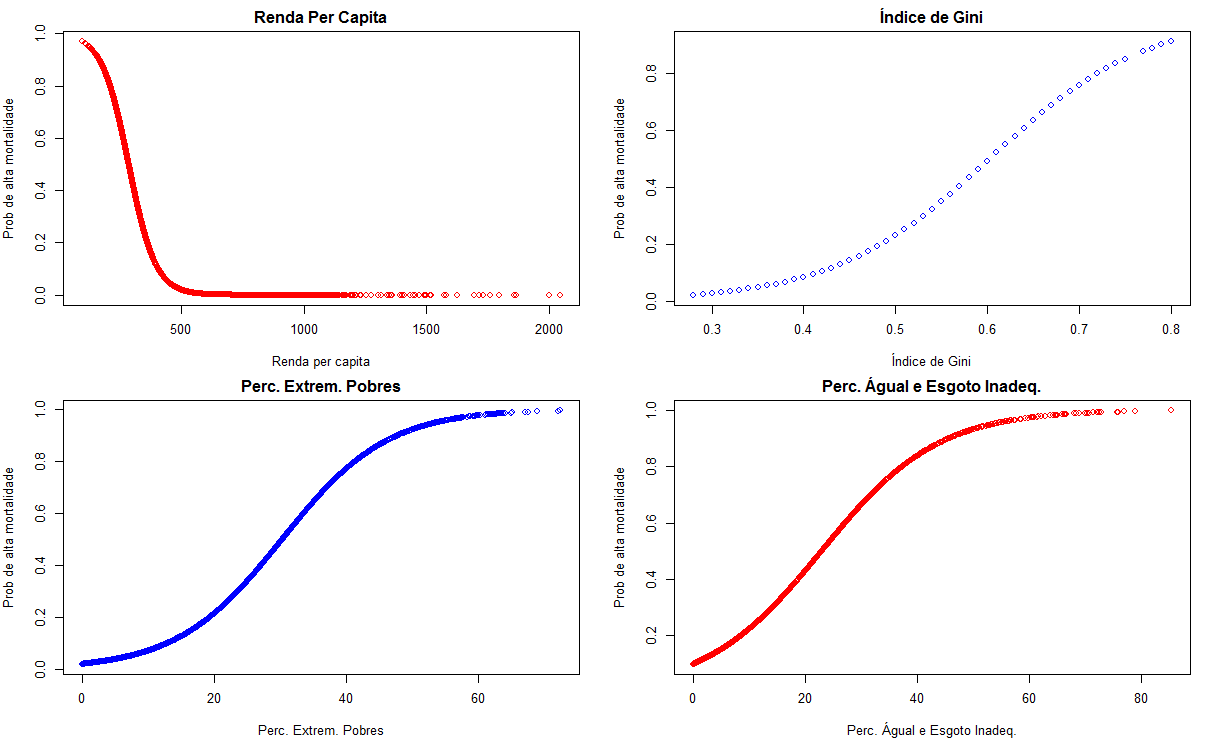 Renda Per Capita
Prob de alta mortalidade
0.0 0.2 0.4 0.6 0.8 1.0
500 1000 1500 2000
Renda per capita
Índice de Gini
Prob de alta mortalidade
0.0 0.2 0.4 0.6 0.8
0.3 0.4 0.5 0.6 0.7 0.8
Índice de Gini
Perc. Extrem. Pobres
Prob de alta mortalidade
0.0 0.2 0.4 0.6 0.8 1.0
0 20 40 60
Perc. Extrem. Pobres
Perc. Águal e Esgoto Inadeq.
Prob de alta mortalidade
0.2 0.4 0.6 0.8 1.0
0 20 40 60 80
Perc. Águal e Esgoto Inadeq.